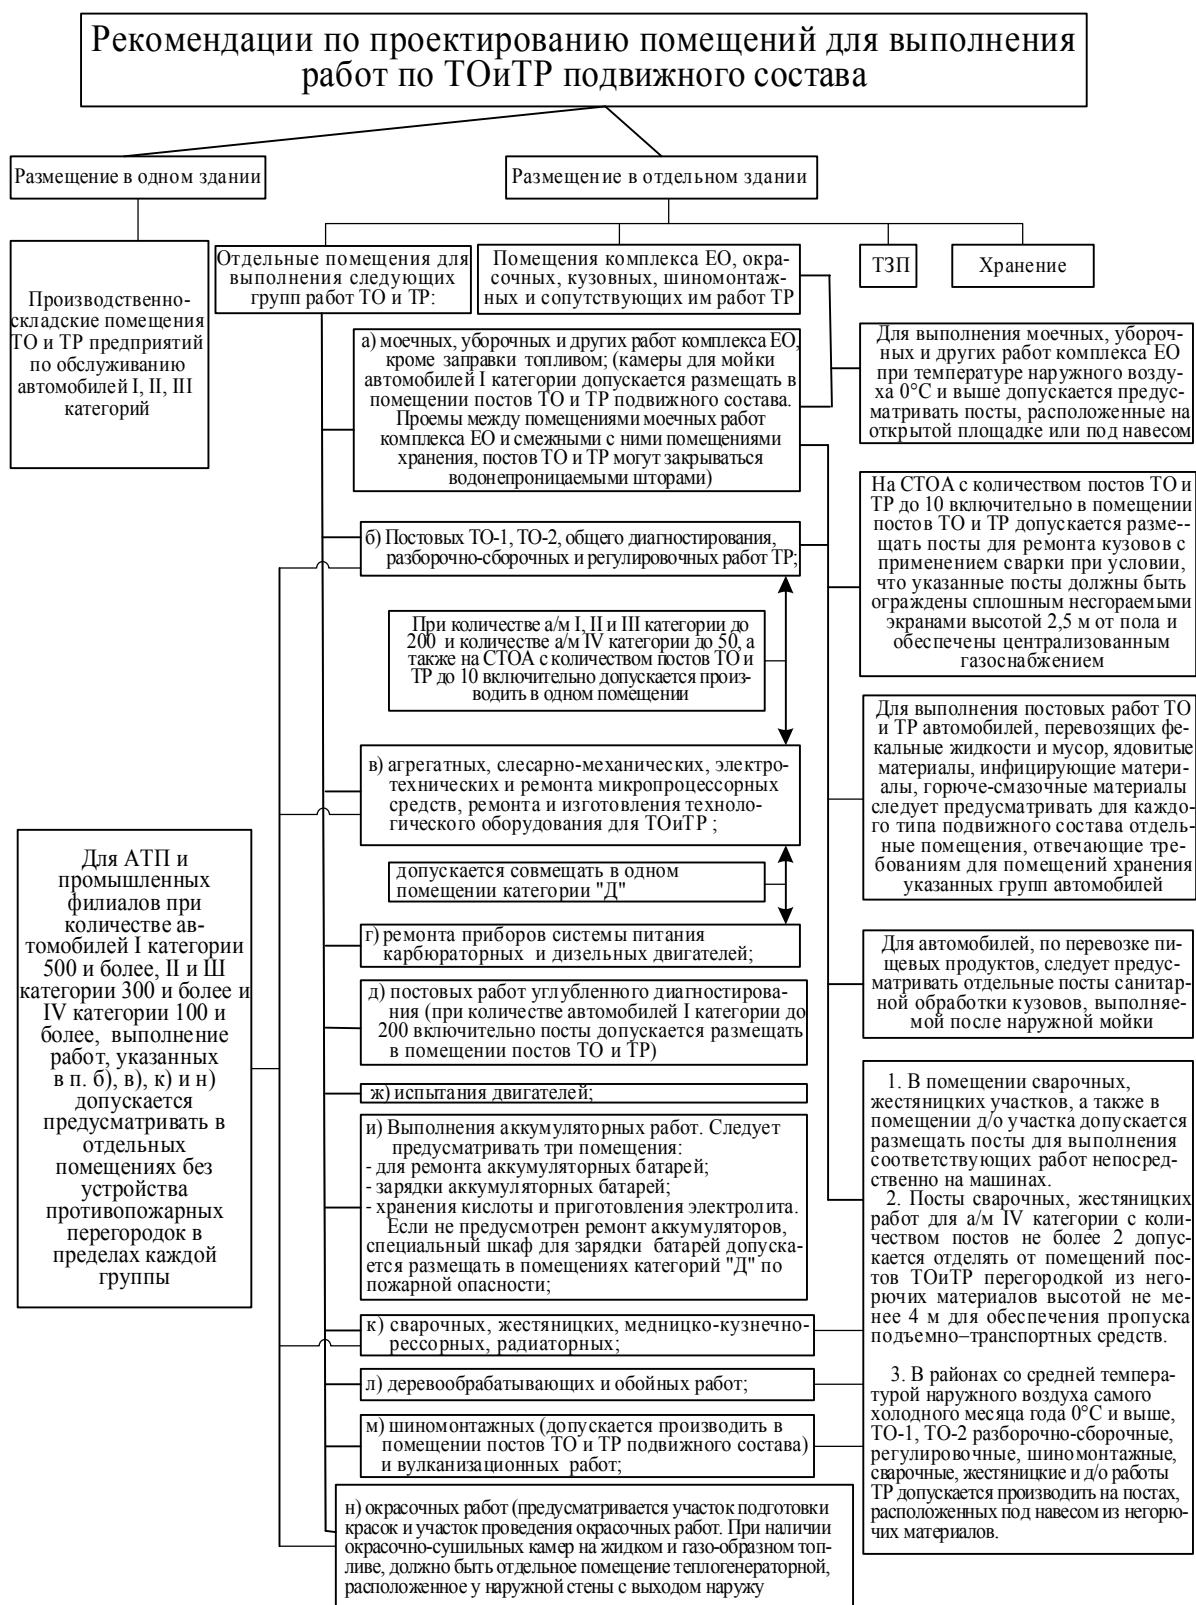 Рекомендации по проектированию помещений для выполнения
работ по ТОиТР подвижного состава
Размещение в одном здании
Размещение в отдельном здании
Производственно-
складские помещения
ТО и ТР предприятий
по обслуживанию
автомобилей I, II, III
категорий
Отдельные помещения для
выполнения следующих
групп работ ТО и ТР:
Помещения комплекса ЕО, окра-
сочных, кузовных, шиномонтаж-
ных и сопутствующих им работ ТР
ТЗП
Хранение
а) моечных, уборочных и других работ комплекса ЕО,
кроме заправки топливом; (камеры для мойки
автомобилей I категории допускается размещать в
помещении постов ТО и ТР подвижного состава.
Проемы между помещениями моечных работ
комплекса ЕО и смежными с ними помещениями
хранения, постов ТО и ТР могут закрываться
водонепроницаемыми шторами)
б) Постовых ТО-1, ТО-2, общего диагностирования,
разборочно-сборочных и регулировочных работ ТР;
При количестве а/м I, II и III категории до
200 и количестве а/м IV категории до 50, а
также на СТОА с количеством постов ТО и
ТР до 10 включительно допускается произ-
водить в одном помещении
в) агрегатных, слесарно-механических, электро-
технических и ремонта микропроцессорных
средств, ремонта и изготовления техноло-
гического оборудования для ТОиТР ;
допускается совмещать в одном
помещении категории "Д"
г) ремонта приборов системы питания
карбюраторных и дизельных двигателей;
д) постовых работ углубленного диагностирова-
ния (при количестве автомобилей I категории до
200 включительно посты допускается размещать
в помещении постов ТО и ТР)
ж) испытания двигателей;
и) Выполнения аккумуляторных работ. Следует
предусматривать три помещения:
- для ремонта аккумуляторных батарей;
- зарядки аккумуляторных батарей;
- хранения кислоты и приготовления электролита.
Если не предусмотрен ремонт аккумуляторов,
специальный шкаф для зарядки батарей допуска-
ется размещать в помещениях категорий "Д" по
пожарной опасности;
к) сварочных, жестяницких, медницко-кузнечно-
рессорных, радиаторных;
л) деревообрабатывающих и обойных работ;
м) шиномонтажных (допускается производить в
помещении постов ТО и ТР подвижного состава)
и вулканизационных работ;
н) окрасочных работ (предусматривается участок подготовки
красок и участок проведения окрасочных работ. При наличии
окрасочно-сушильных камер на жидком и газо-образном топ-
ливе, должно быть отдельное помещение теплогенераторной,
расположенное у наружной стены с выходом наружу
Для АТП и
промышленных
филиалов при
количестве ав-
томобилей I категории
500 и более, II и Ш
категории 300 и более и
IV категории 100 и
более, выполнение
работ, указанных
в п. б), в), к) и н)
допускается
предусматривать в
отдельных
помещениях без
устройства
противопожарных
перегородок в
пределах каждой
группы
Для выполнения моечных, убороч-
ных и других работ комплекса ЕО
при температуре наружного возду-
ха 0°С и выше допускается предус-
матривать посты, расположенные на
открытой площадке или под навесом
На СТОА с количеством постов ТО и
ТР до 10 включительно в помещении
постов ТО и ТР допускается разме--
щать посты для ремонта кузовов с
применением сварки при условии,
что указанные посты должны быть
ограждены сплошным несгораемыми
экранами высотой 2,5 м от пола и
обеспечены централизованным
газоснабжением
Для выполнения постовых работ ТО
и ТР автомобилей, перевозящих фе-
кальные жидкости и мусор, ядовитые
материалы, инфицирующие матери-
алы, горюче-смазочные материалы
следует предусматривать для каждо-
го типа подвижного состава отдель-
ные помещения, отвечающие тре-
бованиям для помещений хранения
указанных групп автомобилей
Для автомобилей, по перевозке пи-
щевых продуктов, следует предус-
матривать отдельные посты санитар-
ной обработки кузовов, выполняе-
мой после наружной мойки
1. В помещении сварочных,
жестяницких участков, а также в
помещении д/о участка допускается
размещать посты для выполнения
соответствующих работ непосред-
ственно на машинах.
2. Посты сварочных, жестяницких
работ для а/м IV категории с коли-
чеством постов не более 2 допус-
кается отделять от помещений пос-
тов ТОиТР перегородкой из него-
рючих материалов высотой не ме-
нее 4 м для обеспечения пропуска
подъемно–транспортных средств.
3. В районах со средней темпера-
турой наружного воздуха самого
холодного месяца года 0°С и выше,
ТО-1, ТО-2 разборочно-сборочные,
регулировочные, шиномонтажные,
сварочные, жестяницкие и д/о работы
ТР допускается производить на постах,
расположенных под навесом из негорю-
чих материалов.